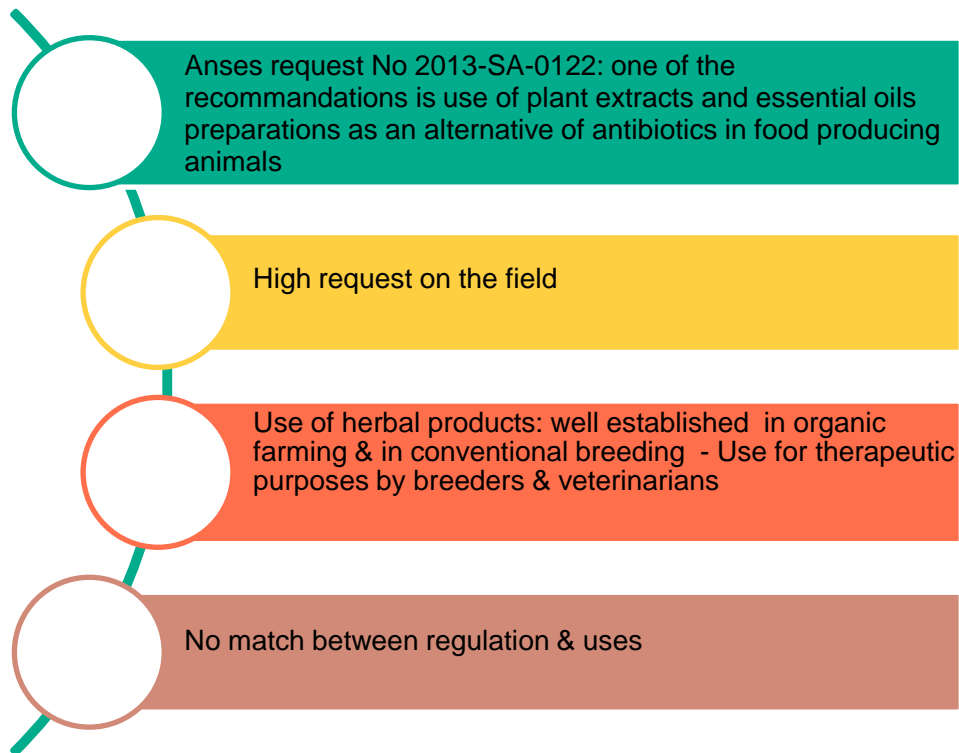 Anses request No 2013-SA-0122: one of the
recommandations is use of plant extracts and essential oils
preparations as an alternative of antibiotics in food producing
animals
High request on the field
Use of herbal products: well established in organic
farming & in conventional breeding - Use for therapeutic
purposes by breeders & veterinarians
No match between regulation & uses